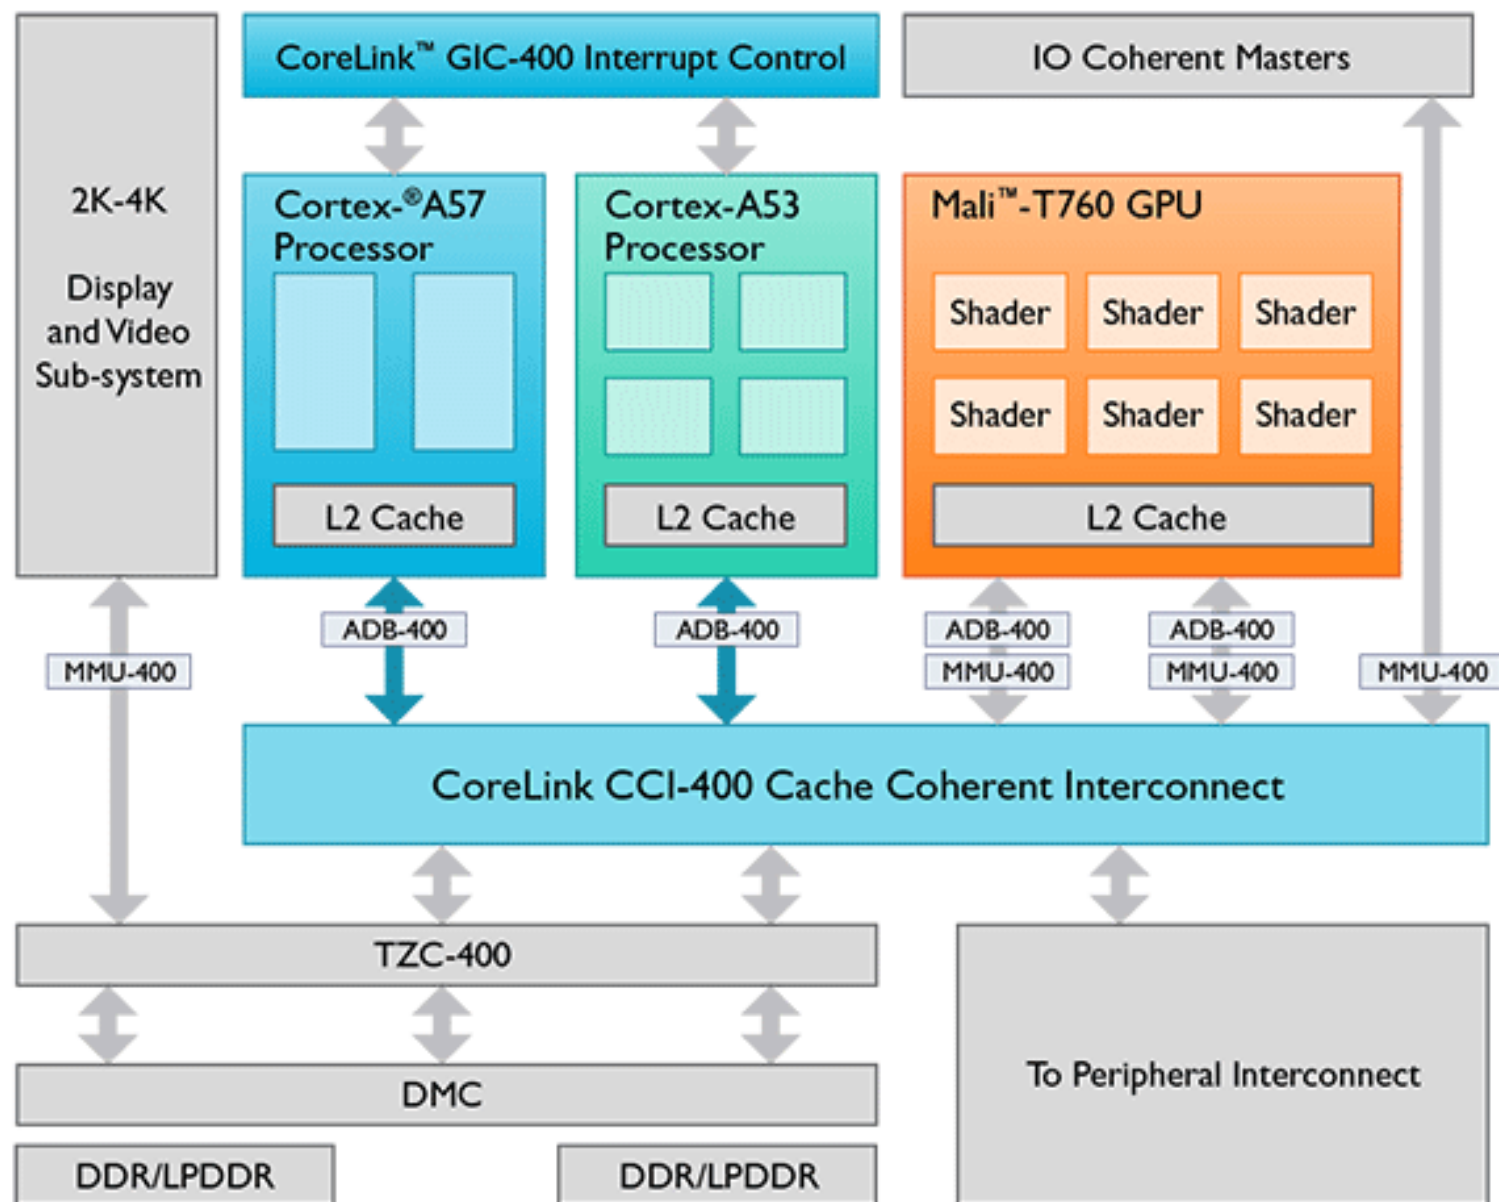 2K-4K
Display
and Video
Sub-system
CoreLink™ GIC-400 Interrupt Control
IO Coherent Masters
Cortex-®A57
Processor
L2 Cache
Cortex-A53
Processor
L2 Cache
Mali™-T760 GPU
Shader Shader Shader
Shader Shader Shader
L2 Cache
ADB-400 ADB-400 ADB-400 ADB-400
MMU-400 MMU-400 MMU-400 MMU-400
CoreLink CCI-400 Cache Coherent Interconnect
TZC-400
DMC
To Peripheral Interconnect
DDR/LPDDR DDR/LPDDR